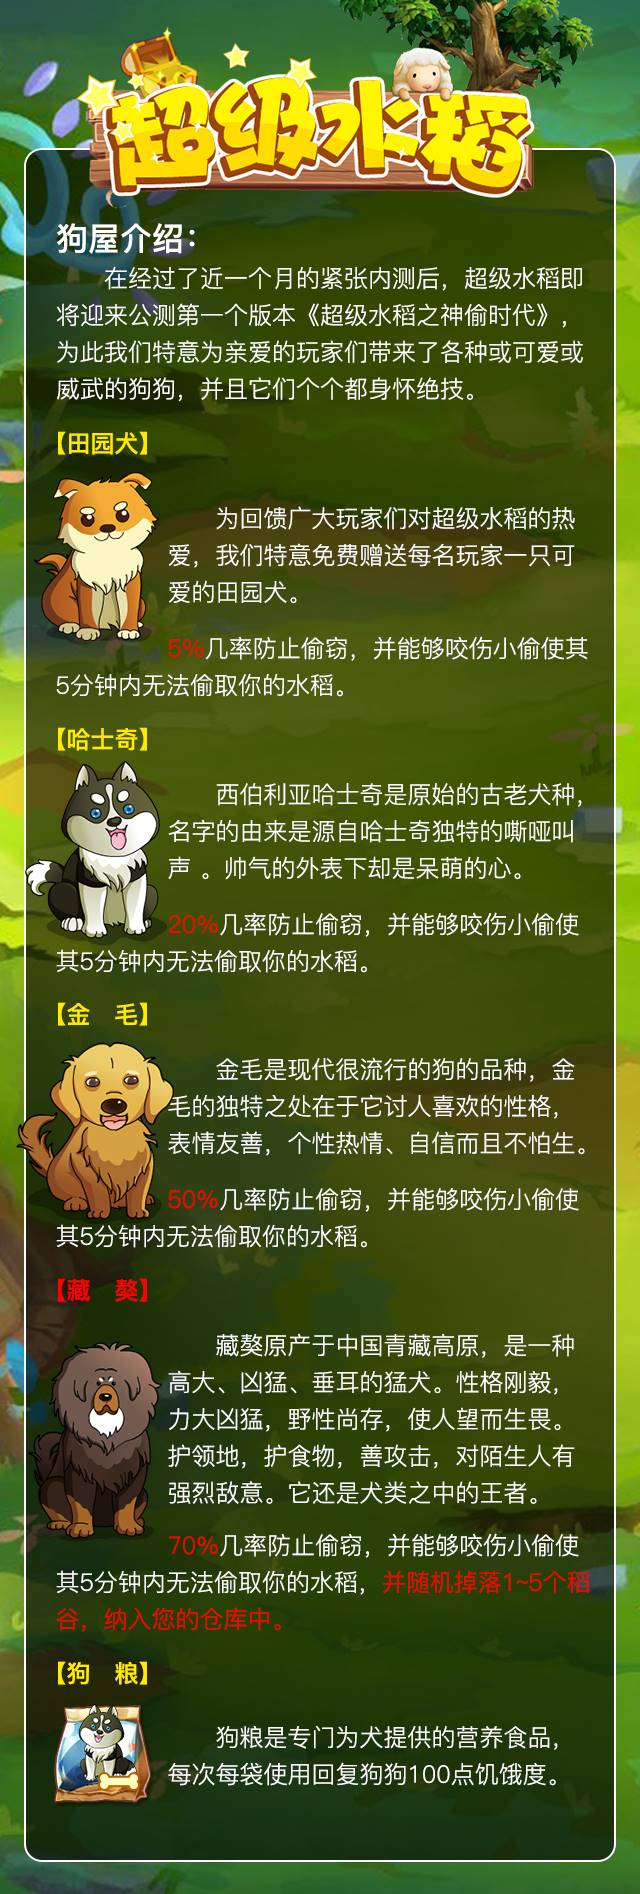 超级水稻
狗屋介绍：
在经过了近一个月的紧张内测后，超级水稻即
将迎来公测第一个版本《超级水稻之神偷时代》，
为此我们特意为亲爱的玩家们带来了各种或可爱或
威武的狗狗，并且它们个个都身怀绝技。
【田园犬】
为回馈广大玩家们对超级水稻的热
爱，我们特意免费赠送每名玩家一只可
爱的田园犬。
5%几率防止偷窃，并能够咬伤小偷使其
5分钟内无法偷取你的水稻。
【哈士奇】
西伯利亚哈士奇是原始的古老犬种，
名字的由来是源自哈士奇独特的嘶哑叫
声 。帅气的外表下却是呆萌的心。
20%几率防止偷窃，并能够咬伤小偷使
其5分钟内无法偷取你的水稻。
【金　毛】
金毛是现代很流行的狗的品种，金
毛的独特之处在于它讨人喜欢的性格，
表情友善，个性热情、自信而且不怕生。
50%几率防止偷窃，并能够咬伤小偷使
其5分钟内无法偷取你的水稻。
【藏　獒】
藏獒原产于中国青藏高原，是一种
高大、凶猛、垂耳的猛犬。性格刚毅，
力大凶猛，野性尚存，使人望而生畏。
护领地，护食物，善攻击，对陌生人有
强烈敌意。它还是犬类之中的王者。
70%几率防止偷窃，并能够咬伤小偷使
其5分钟内无法偷取你的水稻，并随机掉落1~5个稻
谷，纳入您的仓库中。
【狗　粮】
狗粮是专门为犬提供的营养食品，
每次每袋使用回复狗狗100点饥饿度。